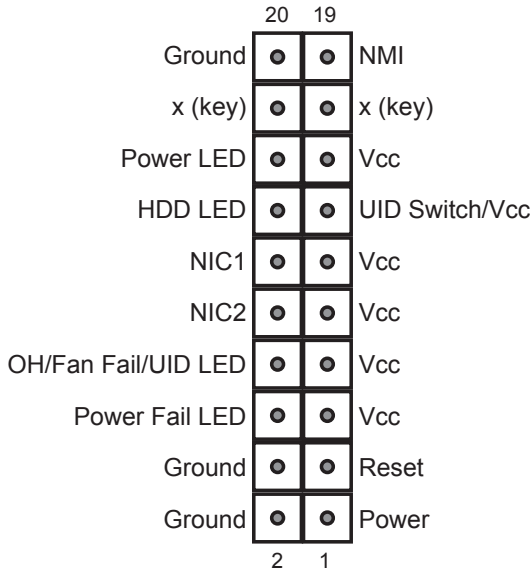 20 19
Ground NMI
x (key) x (key)
Power LED Vcc
HDD LED UID Switch/Vcc
NIC1 Vcc
NIC2 Vcc
OH/Fan Fail/UID LED Vcc
Power Fail LED Vcc
Ground Reset
Ground Power
2 1